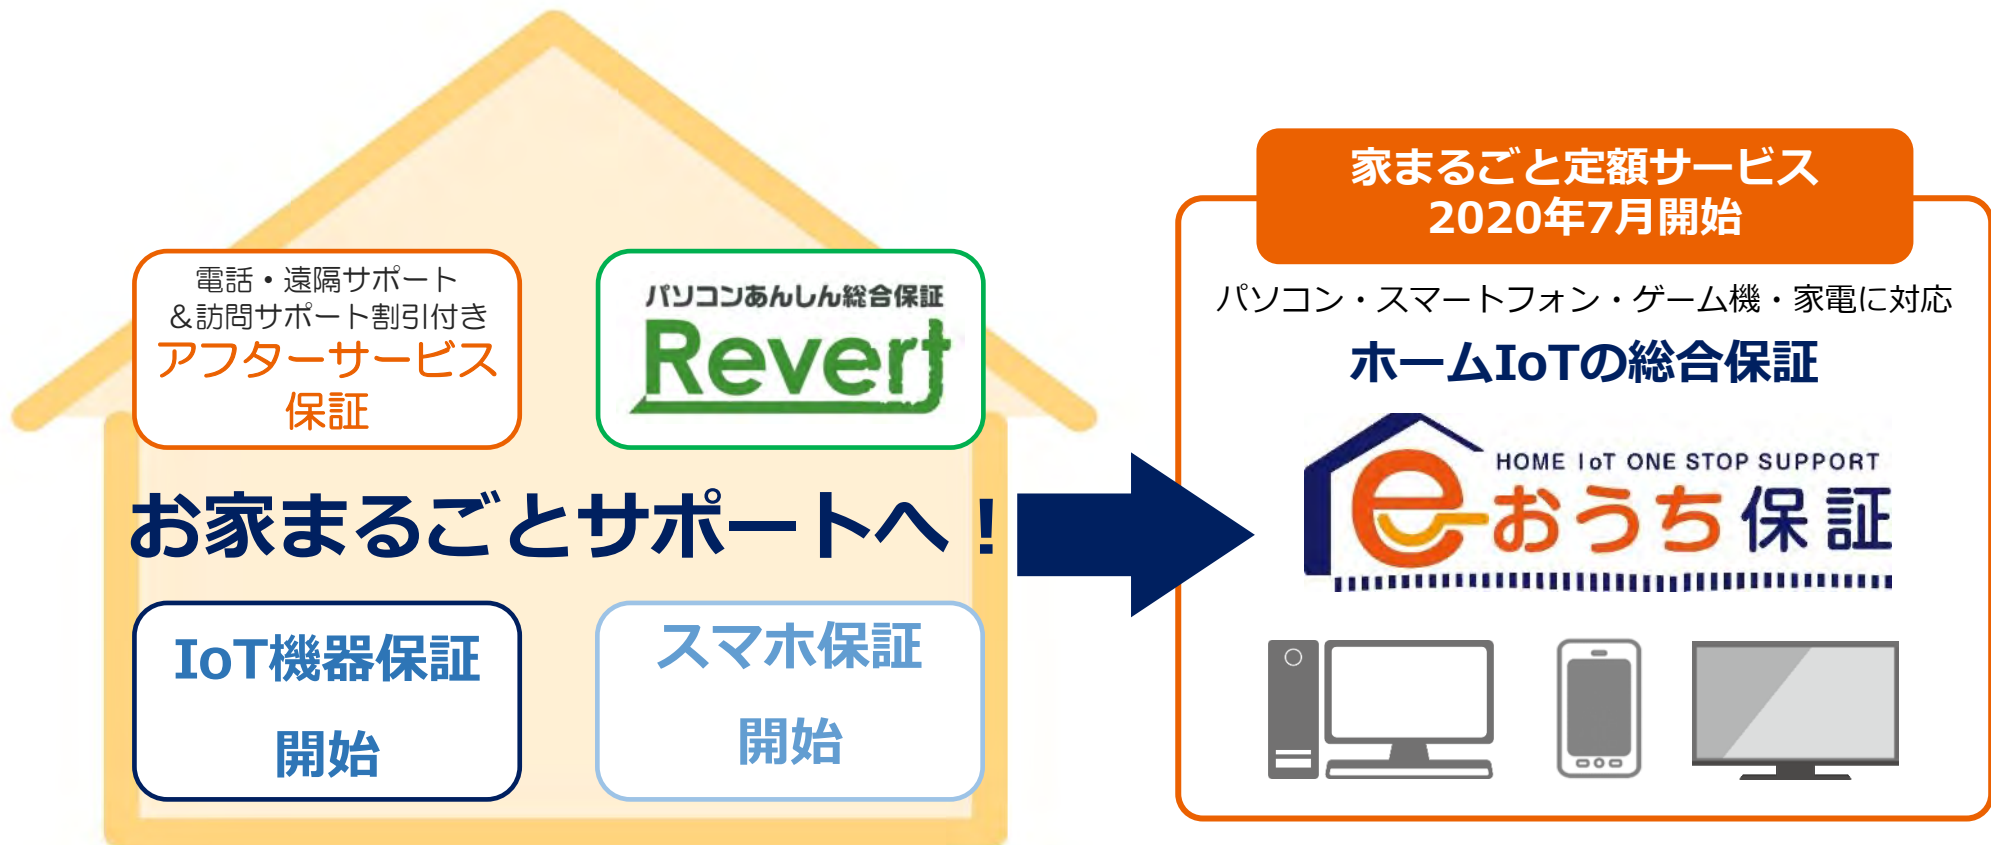 電話・遠隔サポート
&訪問サポート割引付き
アフターサービス
保証
パソコンあんしん総合保証
Revert
お家まるごとサポートへ！
IoT機器保証
開始
スマホ保証
開始
家まるごと定額サービス
2020年7月開始
パソコン・スマートフォン・ゲーム機・家電に対応
ホームIoTの総合保証
HOME IoT ONE STOP SUPPORT
eおうち保証